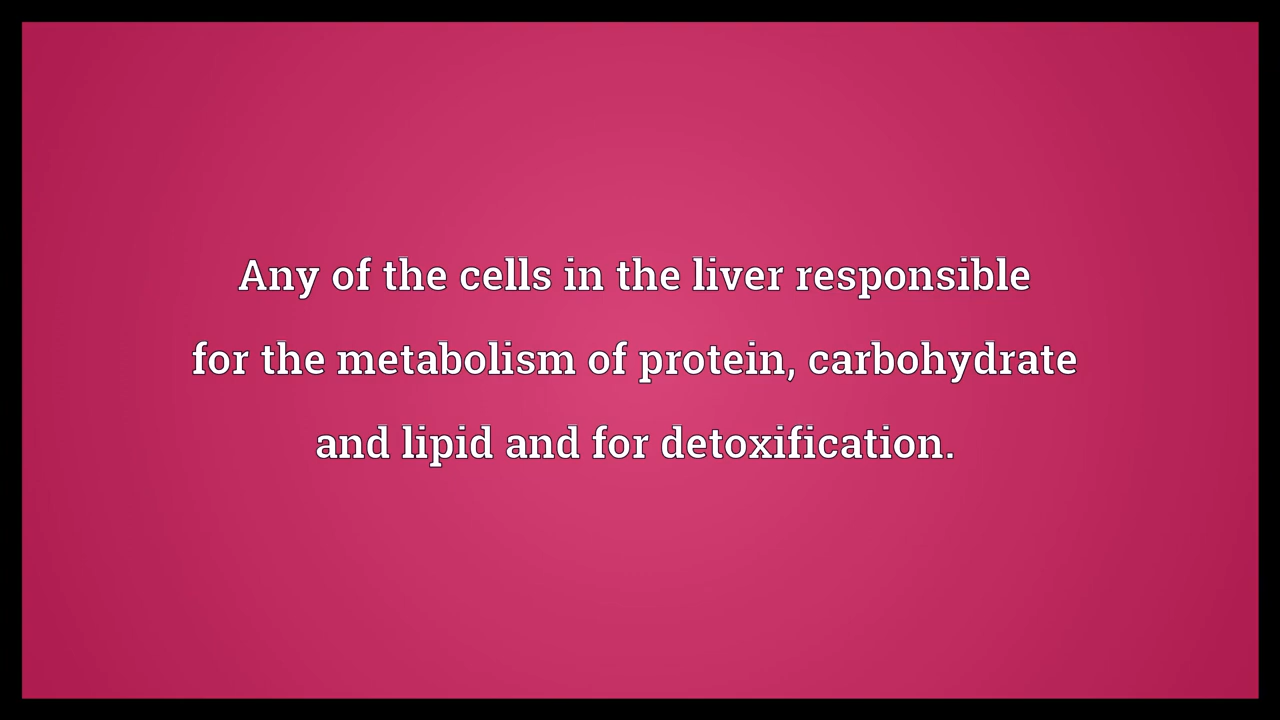 Any of the cells in the liver responsible
for the metabolism of protein, carbohydrate
and lipid and for detoxification.